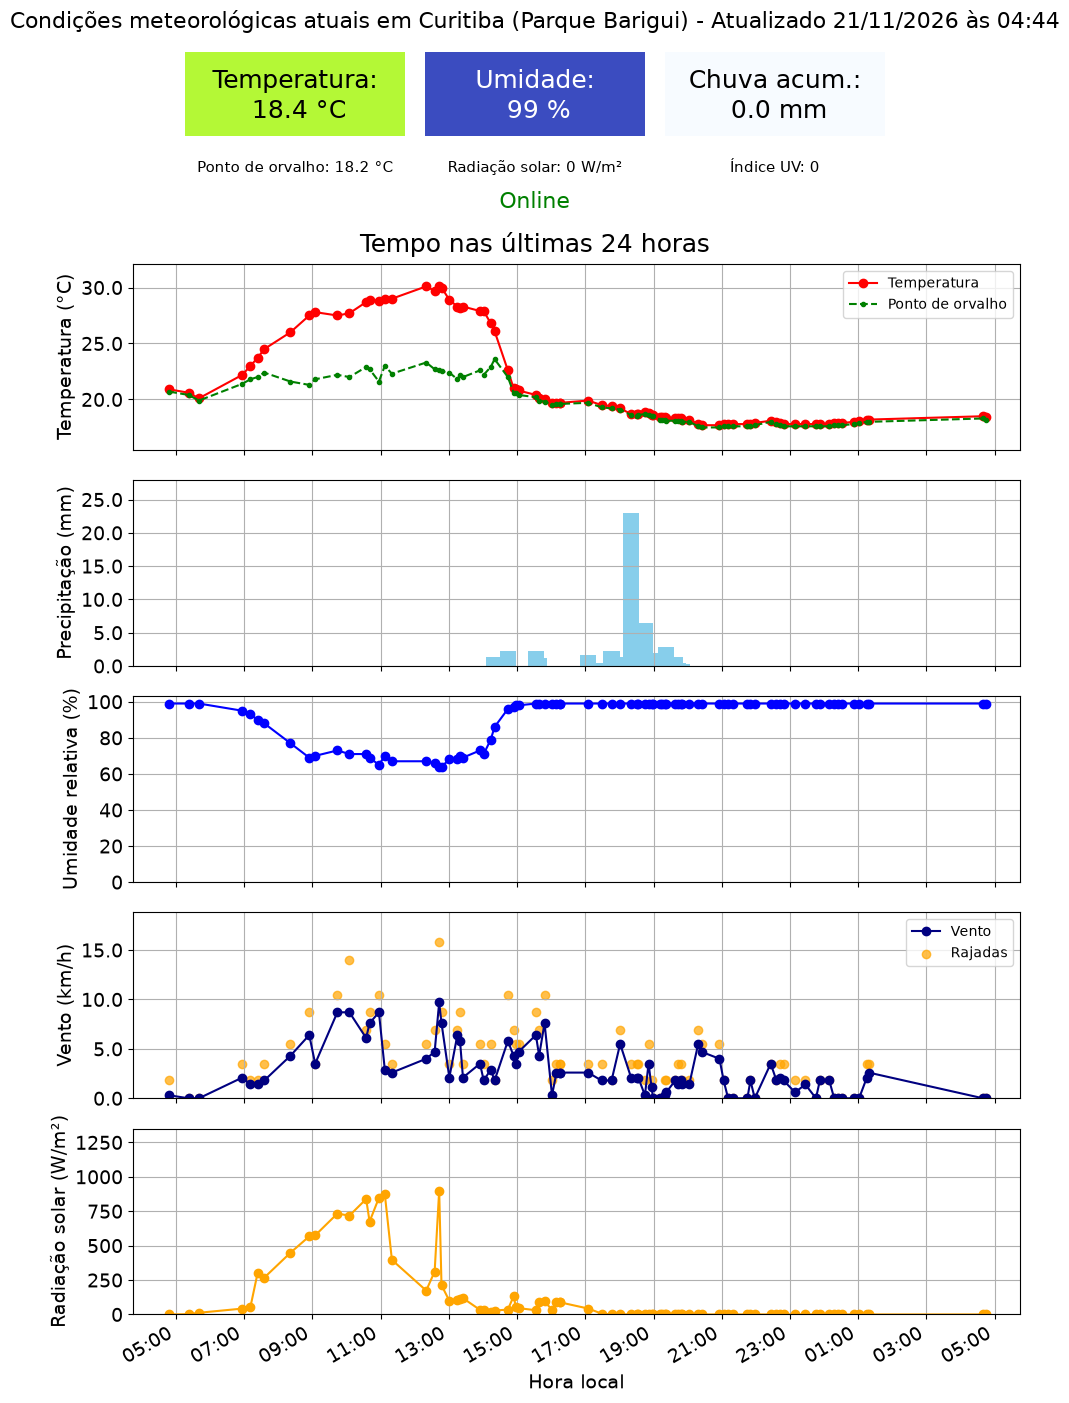 Condições meteorológicas atuais em Curitiba (Parque Barigui) - Atualizado 21/11/2026 às 04:44
Temperatura:
18.4 °C
Umidade:
99 %
Chuva acum.:
0.0 mm
Ponto de orvalho: 18.2 °C
Radiação solar: 0 W/m²
Índice UV: 0
Online
Tempo nas últimas 24 horas
Temperatura (°C)
30.0
25.0
20.0
Temperatura
Ponto de orvalho
Precipitação (mm)
25.0
20.0
15.0
10.0
5.0
0.0
Umidade relativa (%)
100
80
60
40
20
0
Vento (km/h)
15.0
10.0
5.0
0.0
Vento
Rajadas
Radiação solar (W/m²)
1250
1000
750
500
250
0
05:00
07:00
09:00
11:00
13:00
15:00
17:00
19:00
21:00
23:00
01:00
03:00
05:00
Hora local